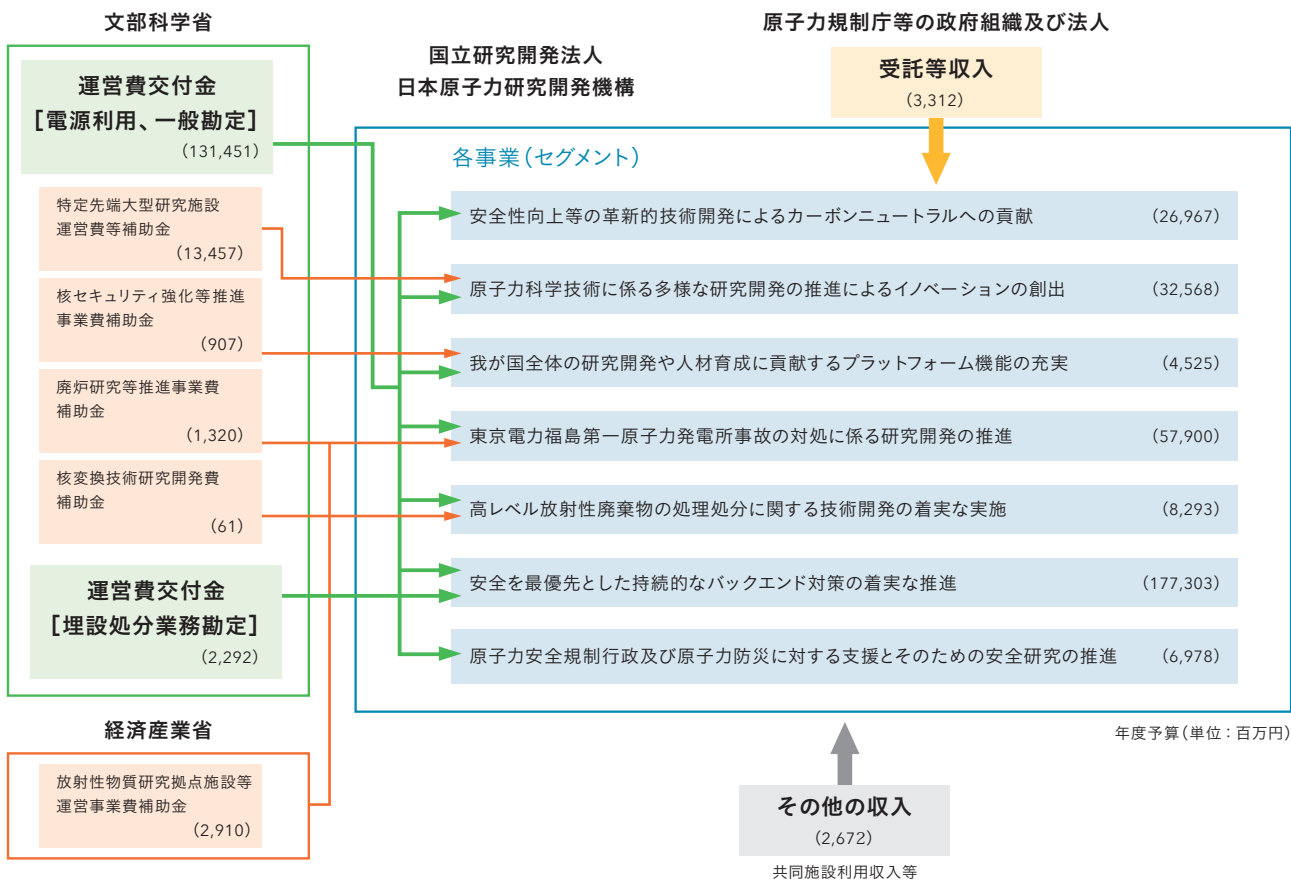 文部科学省
運営費交付金
［電源利用、一般勘定］
（131,451）
特定先端大型研究施設
運営費等補助金
（13,457）
核セキュリティ強化等推進
事業費補助金
（907）
廃炉研究等推進事業費
補助金
（1,320）
核変換技術研究開発費
補助金
（61）
運営費交付金
［埋設処分業務勘定］
（2,292）
経済産業省
放射性物質研究拠点施設等
運営事業費補助金
（2,910）
国立研究開発法人
日本原子力研究開発機構
原子力規制庁等の政府組織及び法人
受託等収入
（3,312）
各事業（セグメント）
安全性向上等の革新的技術開発によるカーボンニュートラルへの貢献 （26,967）
原子力科学技術に係る多様な研究開発の推進によるイノベーションの創出 （32,568）
我が国全体の研究開発や人材育成に貢献するプラットフォーム機能の充実 （4,525）
東京電力福島第一原子力発電所事故の対処に係る研究開発の推進 （57,900）
高レベル放射性廃棄物の処理処分に関する技術開発の着実な実施 （8,293）
安全を最優先とした持続的なバックエンド対策の着実な推進 （177,303）
原子力安全規制行政及び原子力防災に対する支援とそのための安全研究の推進 （6,978）
年度予算（単位：百万円）
その他の収入
（2,672）
共同施設利用収入等